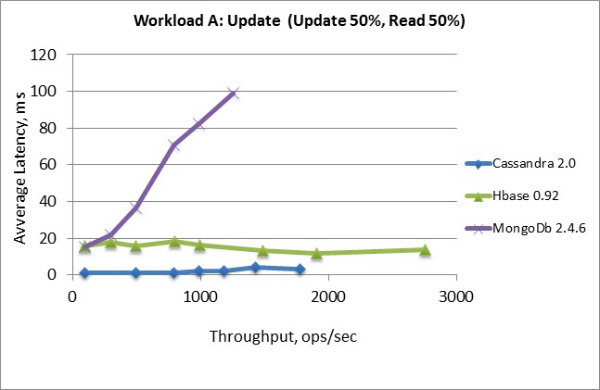 Workload A: Update (Update 50%, Read 50%)
120
100
80
60
40
20
0
0 1000 2000 3000
Avverage Latency, ms
Throughput, ops/sec
Cassandra 2.0
Hbase 0.92
MongoDb 2.4.6